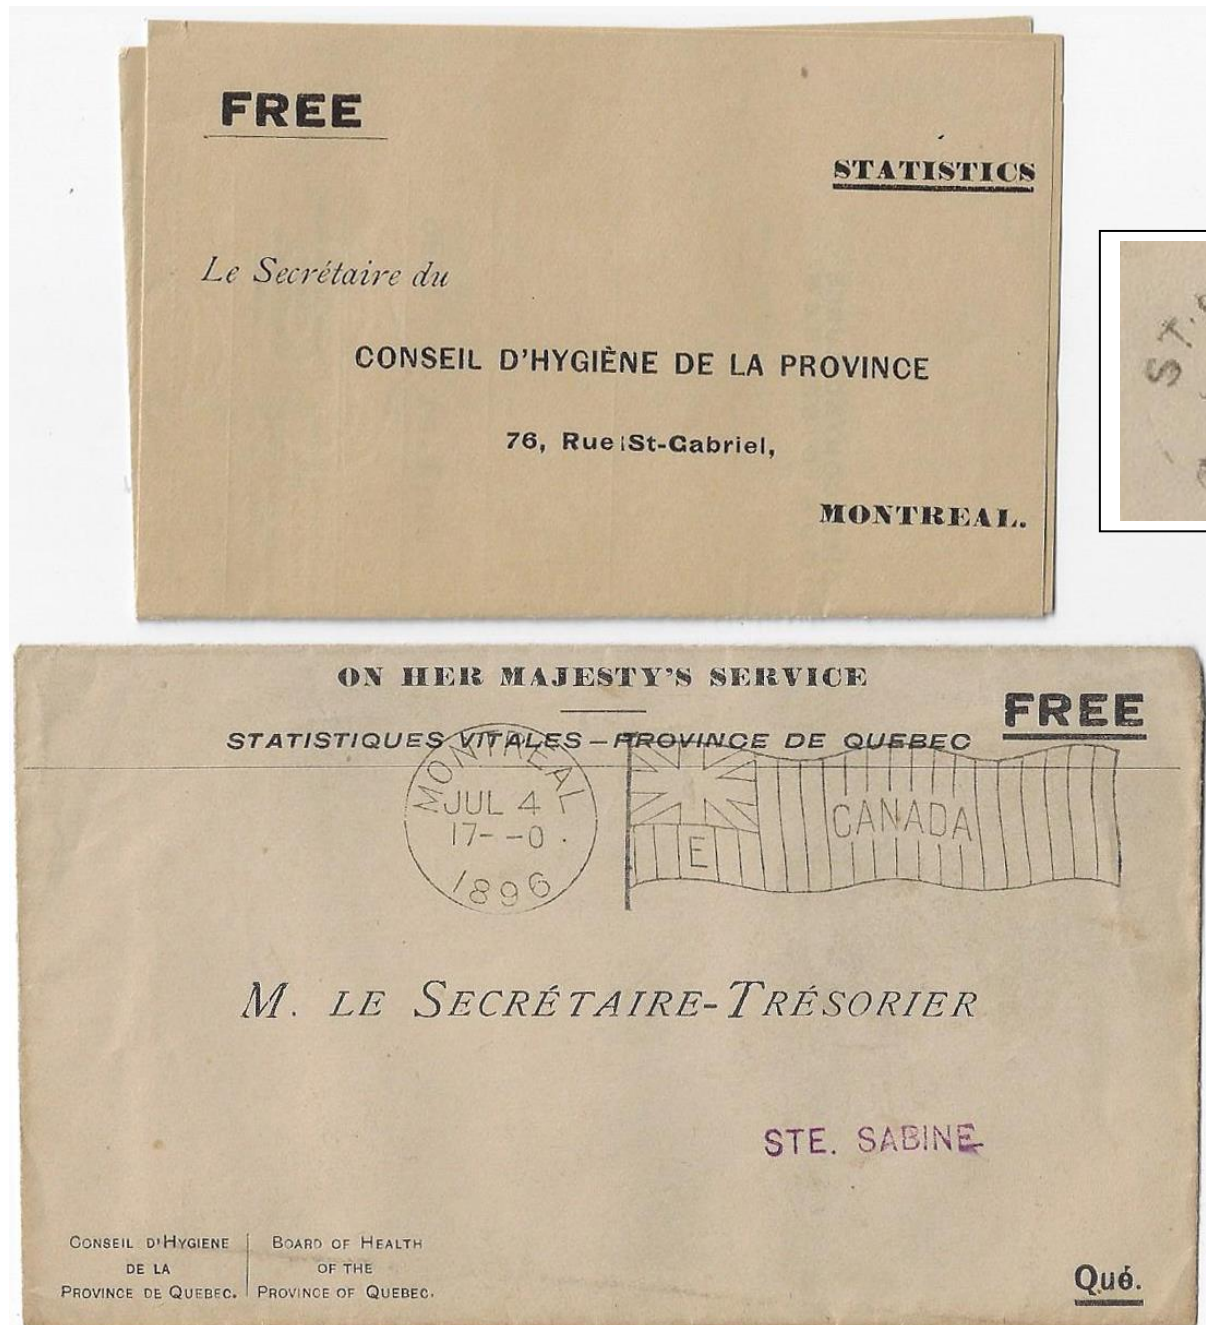 FREE
STATISTICS
Le Secrétaire du
CONSEIL D'HYGIÈNE DE LA PROVINCE
76, Rue St-Gabriel,
MONTREAL.
ST.
ON HER MAJESTY'S SERVICE
FREE
STATISTIQUES VITALES – PROVINCE DE QUEBEC
MONTREAL
JUL 4
17--0
1896
CANADA
E
M. LE SECRÉTAIRE-TRÉSORIER
STE. SABINE
CONSEIL D'HYGIENE
DE LA
PROVINCE DE QUEBEC.
BOARD OF HEALTH
OF THE
PROVINCE OF QUEBEC.
Qué.